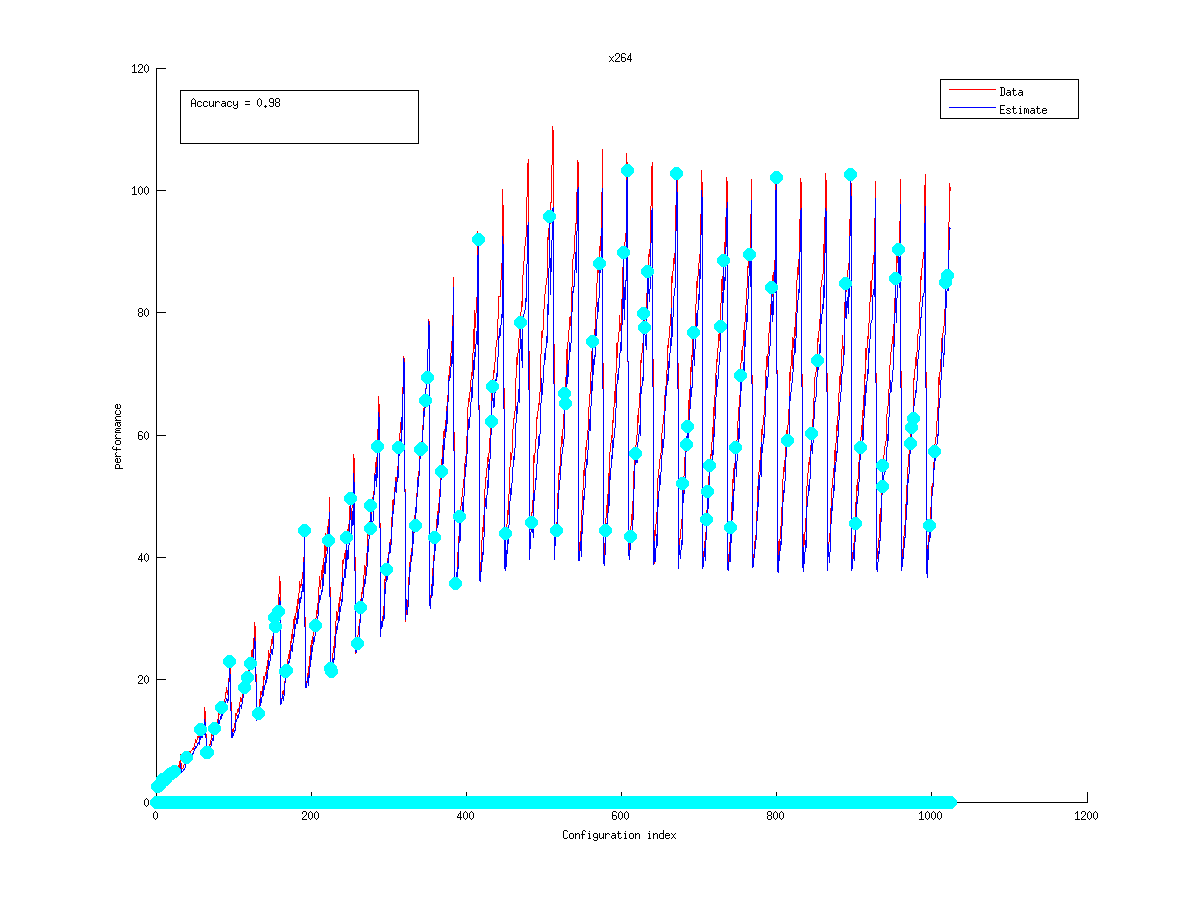 x264
Accuracy = 0.98
Data
Estimate
120
100
80
60
40
20
0
performance
0 200 400 600 800 1000 1200
Configuration index